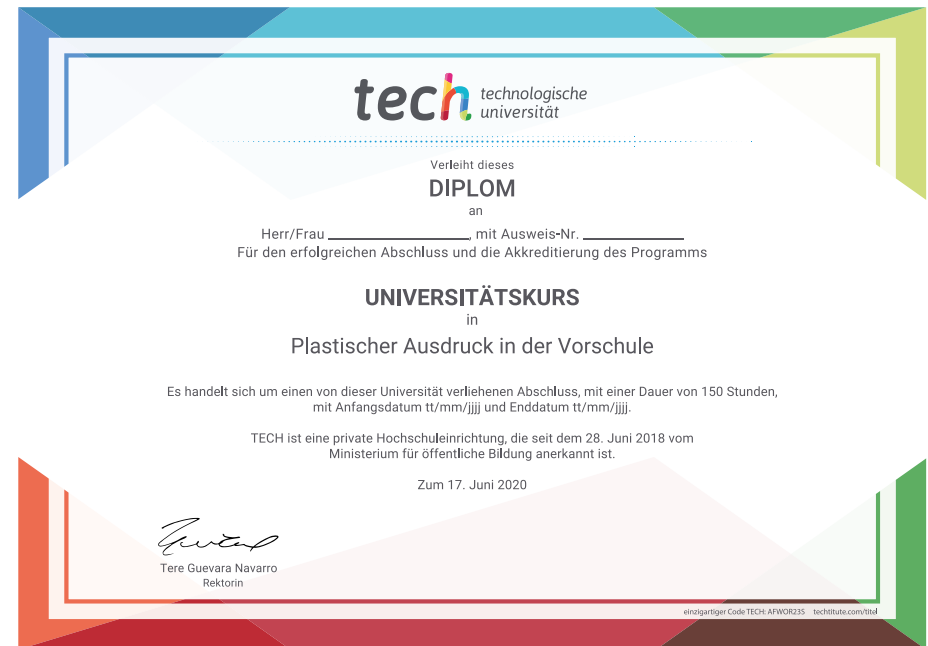 tech technologische
universität
Verleiht dieses
DIPLOM
an
Herr/Frau ____________________, mit Ausweis-Nr. ______________
Für den erfolgreichen Abschluss und die Akkreditierung des Programms
UNIVERSITÄTSKURS
in
Plastischer Ausdruck in der Vorschule
Es handelt sich um einen von dieser Universität verliehenen Abschluss, mit einer Dauer von 150 Stunden,
mit Anfangsdatum tt/mm/jjjj und Enddatum tt/mm/jjjj.
TECH ist eine private Hochschuleinrichtung, die seit dem 28. Juni 2018 vom
Ministerium für öffentliche Bildung anerkannt ist.
Zum 17. Juni 2020
Tere Guevara Navarro
Rektorin
einzigartiger Code TECH: AFWOR235 techtitute.com/titel